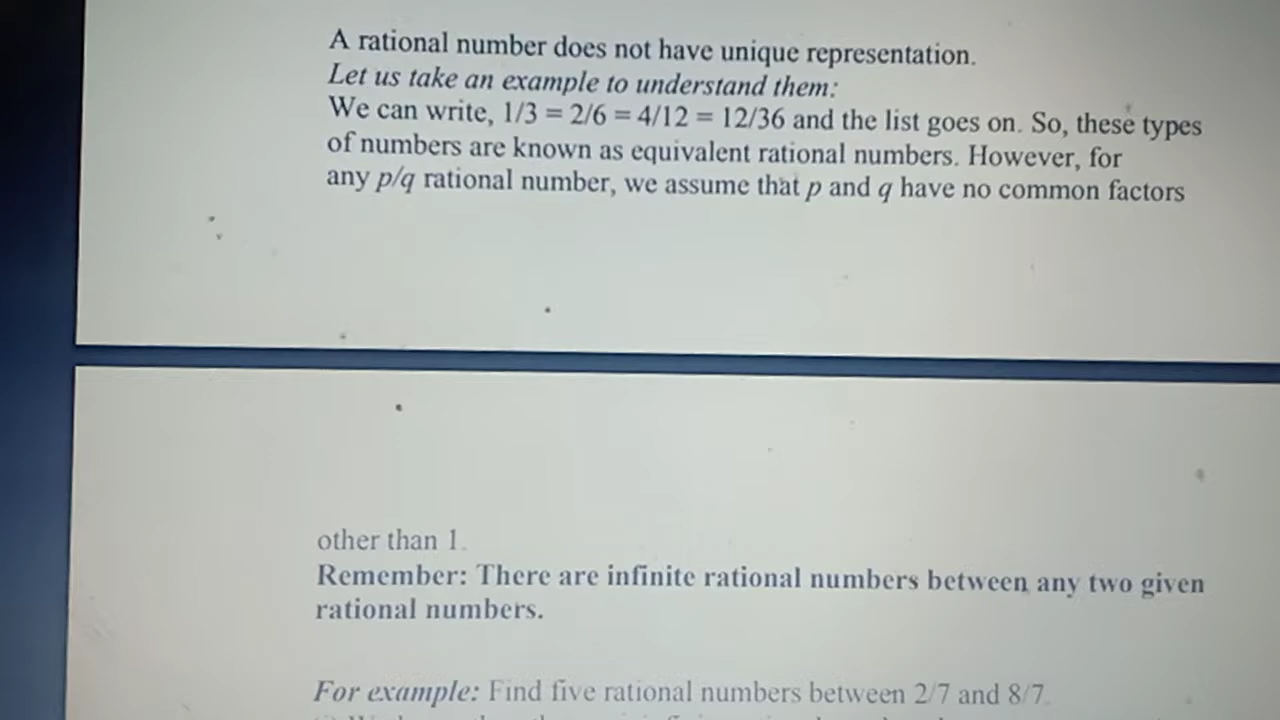 A rational number does not have unique representation.
Let us take an example to understand them:
We can write, 1/3 = 2/6 = 4/12 = 12/36 and the list goes on. So, these types
of numbers are known as equivalent rational numbers. However, for
any p/q rational number, we assume that p and q have no common factors
other than 1.
Remember: There are infinite rational numbers between any two given
rational numbers.
For example: Find five rational numbers between 2/7 and 8/7.